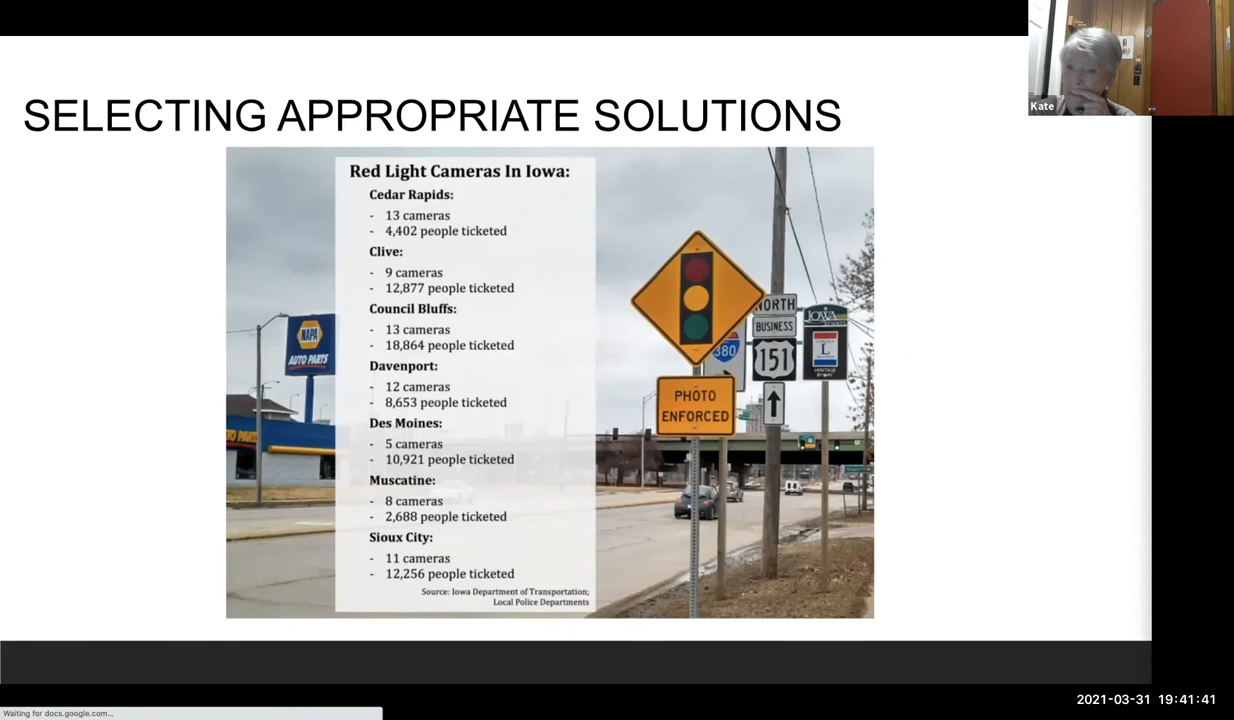 Kate
SELECTING APPROPRIATE SOLUTIONS
Red Light Cameras In Iowa:
Cedar Rapids:
- 13 cameras
- 4,402 people ticketed
Clive:
- 9 cameras
- 12,877 people ticketed
Council Bluffs:
- 13 cameras
- 18,864 people ticketed
Davenport:
- 12 cameras
- 8,653 people ticketed
Des Moines:
- 5 cameras
- 10,921 people ticketed
Muscatine:
- 8 cameras
- 2,688 people ticketed
Sioux City:
- 11 cameras
- 12,256 people ticketed
Source: Iowa Department of Transportation;
Local Police Departments
NAPA
AUTO PARTS
PARTS
PHOTO
ENFORCED
380
NORTH
BUSINESS
151
IOWA
BYWAYS
L
HERITAGE
BYWAY
2021-03-31 19:41:41
Waiting for docs.google.com...